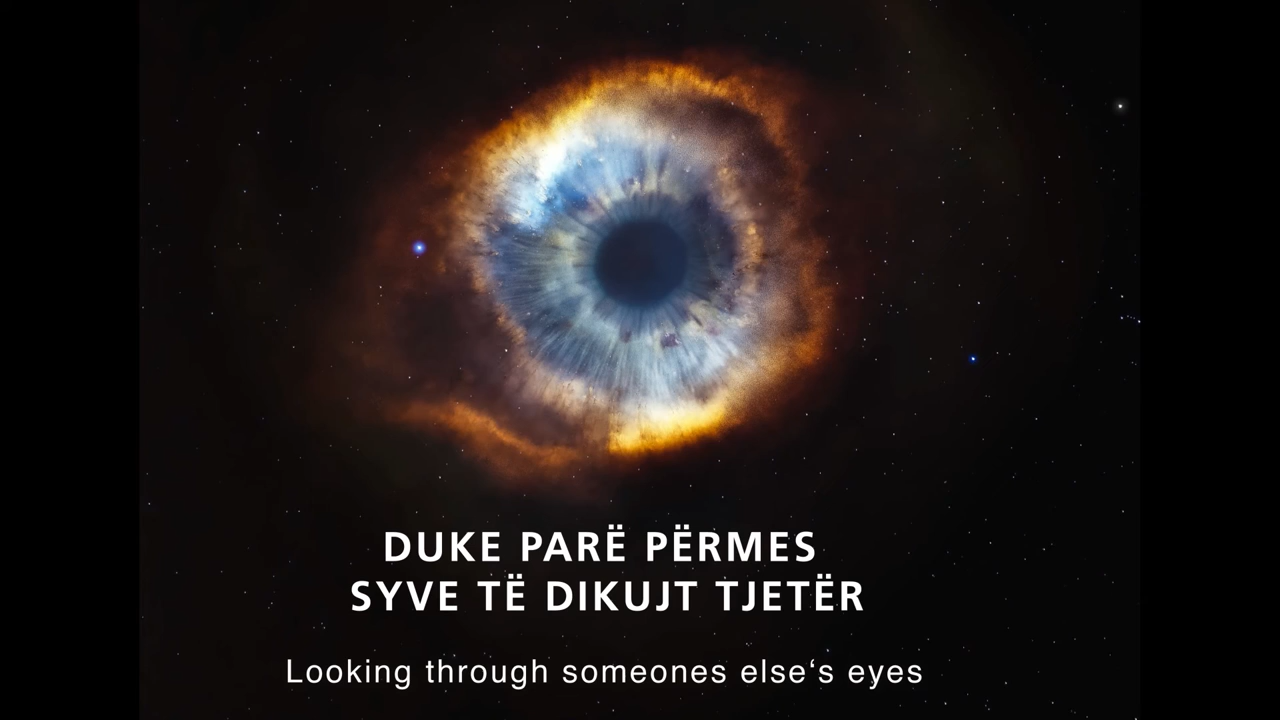 DUKE PARË PËRMES
SYVE TË DIKUJT TJETËR
Looking through someones else‘s eyes